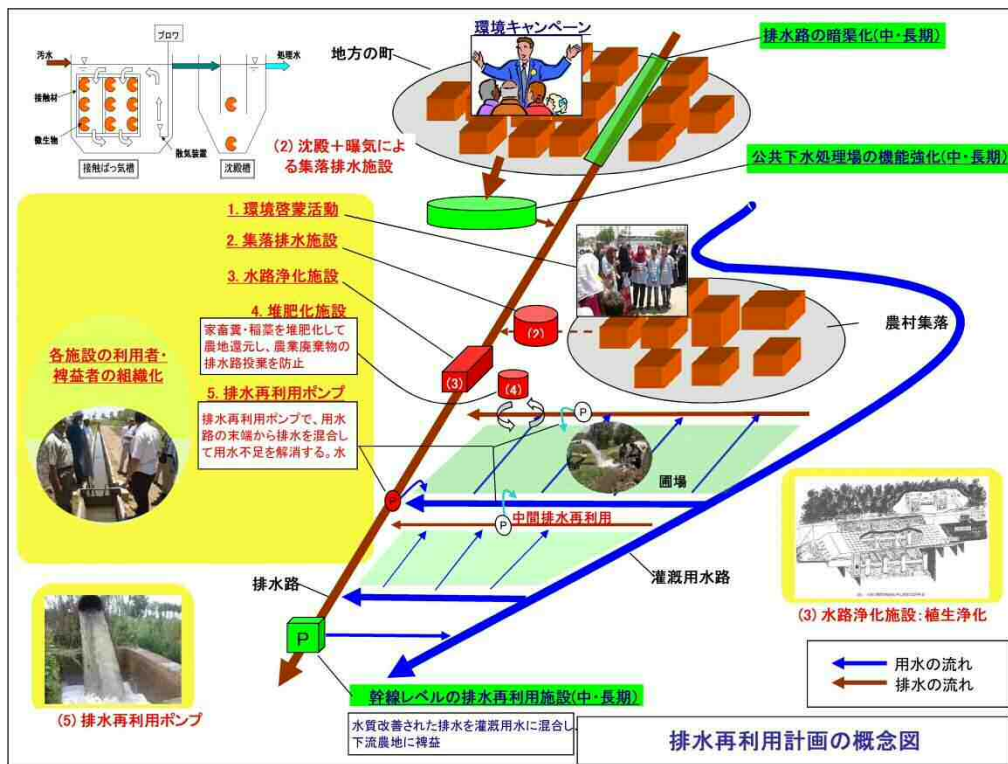 環境キャンペーン
地方の町
排水路の暗渠化(中・長期)
ブロワ
汚水
処理水
接触材
微生物
散気装置
接触ばっ気槽
沈殿槽
(2) 沈殿＋曝気によ
る集落排水施設
公共下水処理場の機能強化(中・長期)
1. 環境啓蒙活動
2. 集落排水施設
3. 水路浄化施設
4. 堆肥化施設
家畜糞・稲藁を堆肥化して
農地還元し、農業廃棄物の
排水路投棄を防止
5. 排水再利用ポンプ
排水再利用ポンプで、用水
路の末端から排水を混合し
て用水不足を解消する。水
各施設の利用者・
裨益者の組織化
(2)
(3)
(4)
農村集落
P
圃場
P
P
中間排水再利用
灌漑用水路
排水路
P
(3) 水路浄化施設：植生浄化
(5) 排水再利用ポンプ
幹線レベルの排水再利用施設(中・長期)
水質改善された排水を灌漑用水に混合し、
下流農地に裨益
用水の流れ
排水の流れ
排水再利用計画の概念図